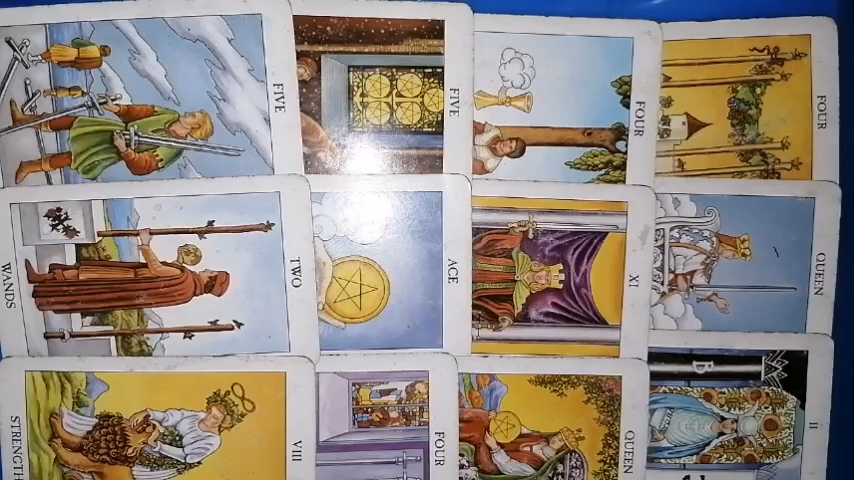 FIVE
FIVE
FOUR
FOUR
WANDS
TWO
ACE
XI
QUEEN
STRENGTH
VIII
FOUR
QUEEN
B
II